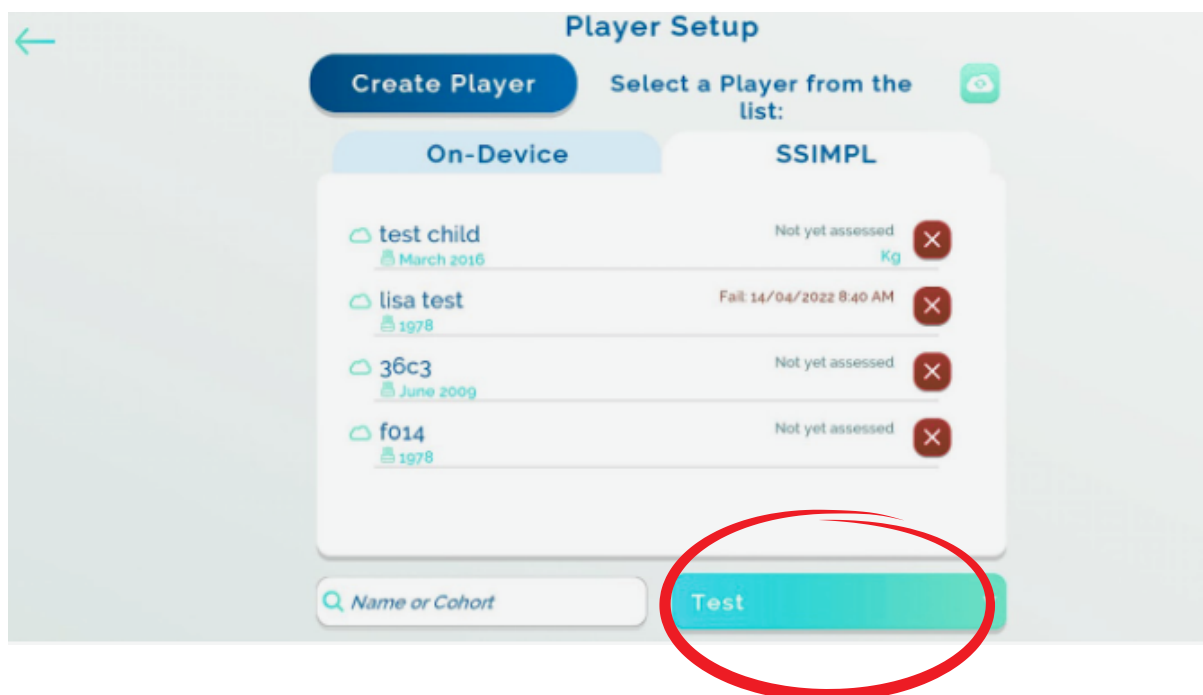 Player Setup
Create Player
Select a Player from the
list:
On-Device
SSIMPL
test child
Not yet assessed
March 2016
Kg
lisa test
Fail: 14/04/2022 8:40 AM
1978
36c3
Not yet assessed
June 2009
f014
Not yet assessed
1978
Name or Cohort
Test